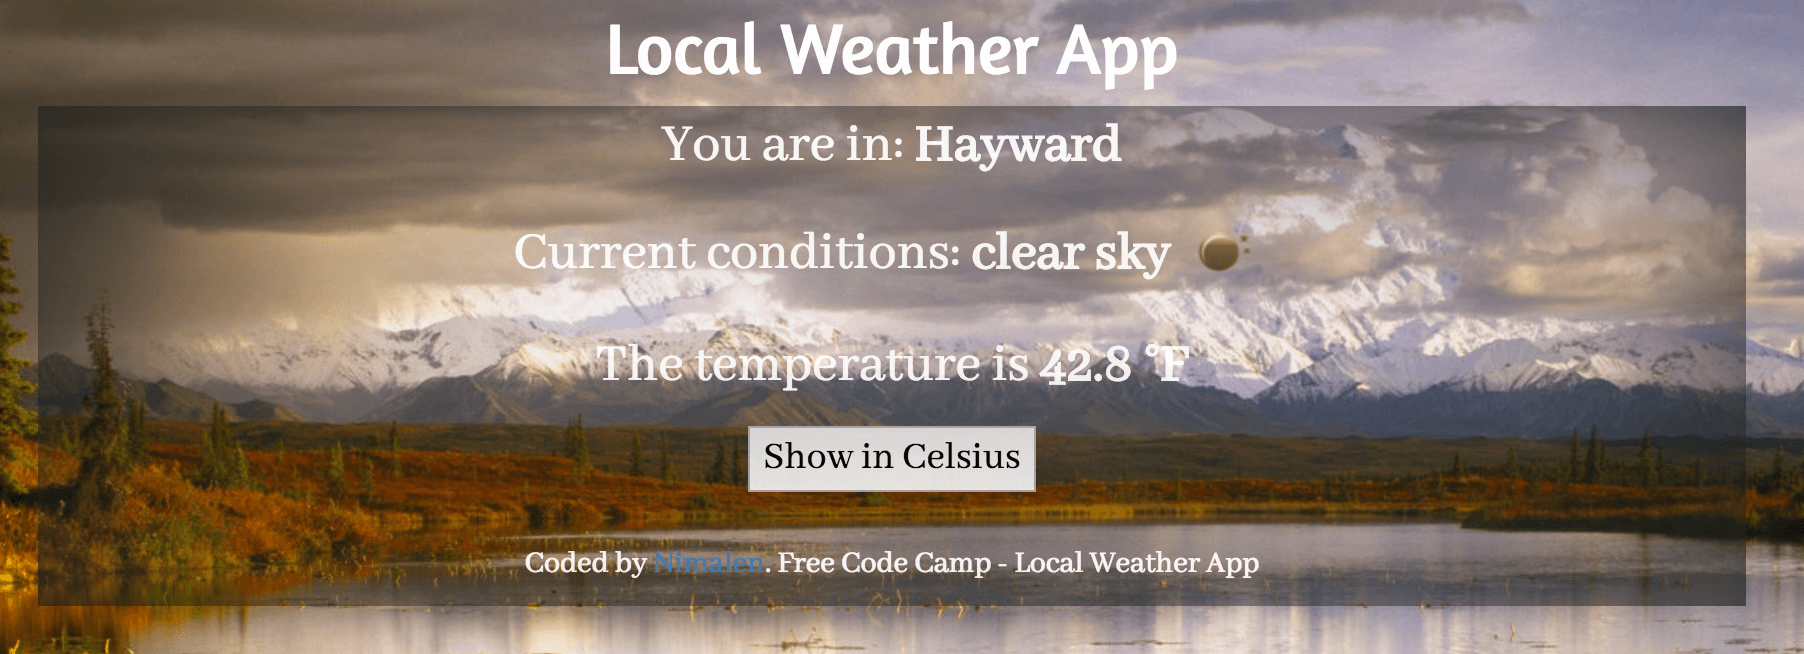 Local Weather App
You are in: Hayward
Current conditions: clear sky
The temperature is 42.8 °F
Show in Celsius
Coded by Nimalen. Free Code Camp - Local Weather App